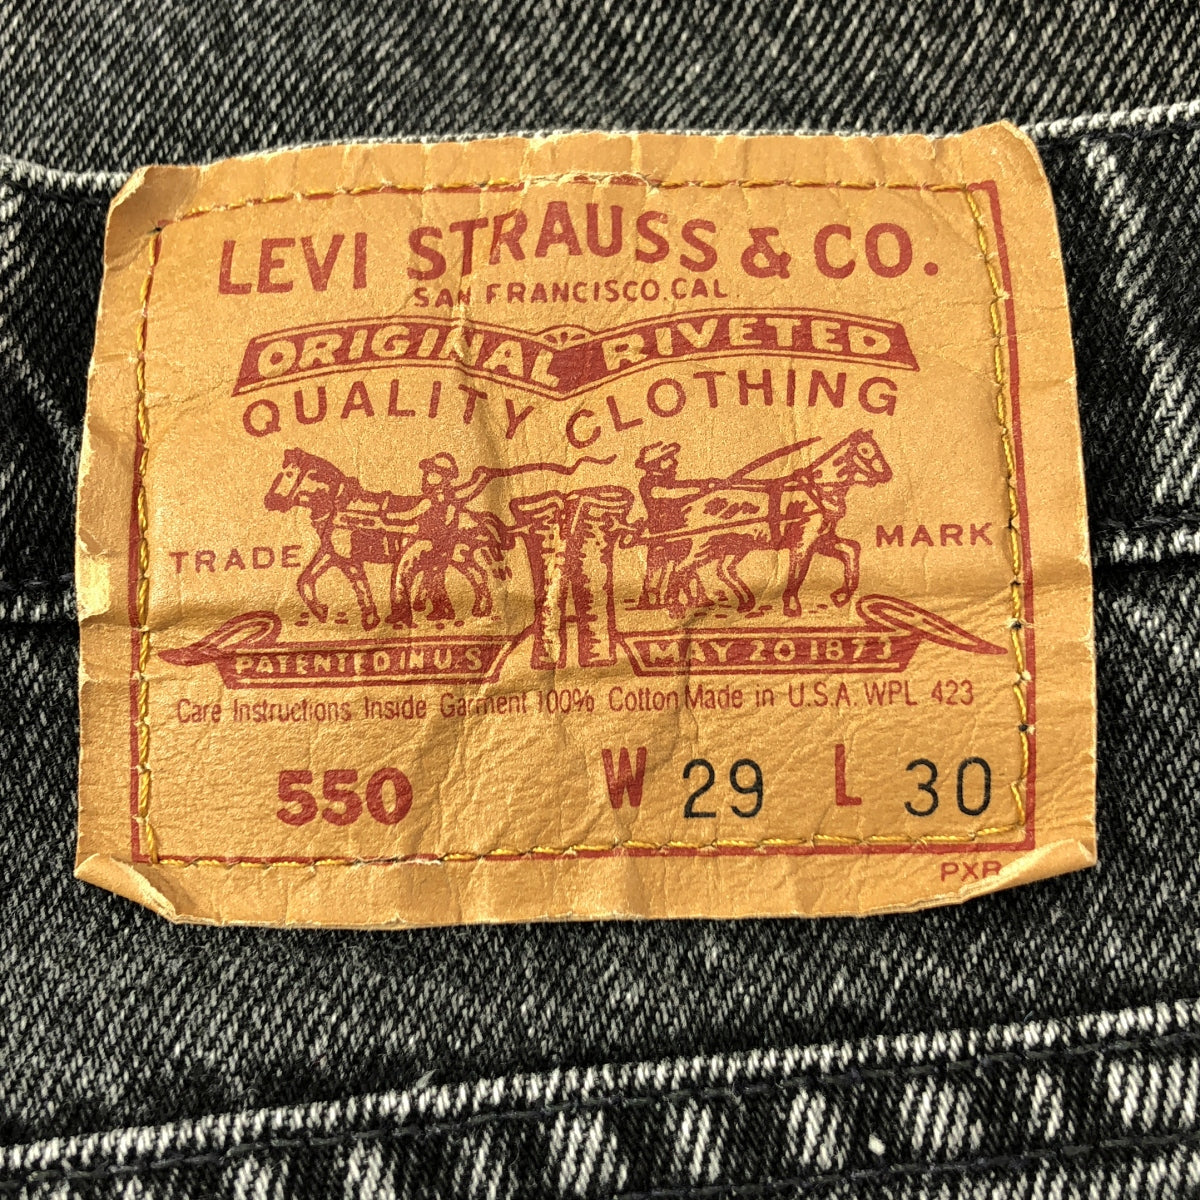 LEVI STRAUSS & CO.
SAN FRANCISCO, CAL.
ORIGINAL RIVETED
QUALITY CLOTHING
TRADE MARK
PATENTED IN U S
MAY 20 1873
Care Instructions Inside Garment 100% Cotton Made in U.S.A. WPL 423
550 W 29 L 30
PXR